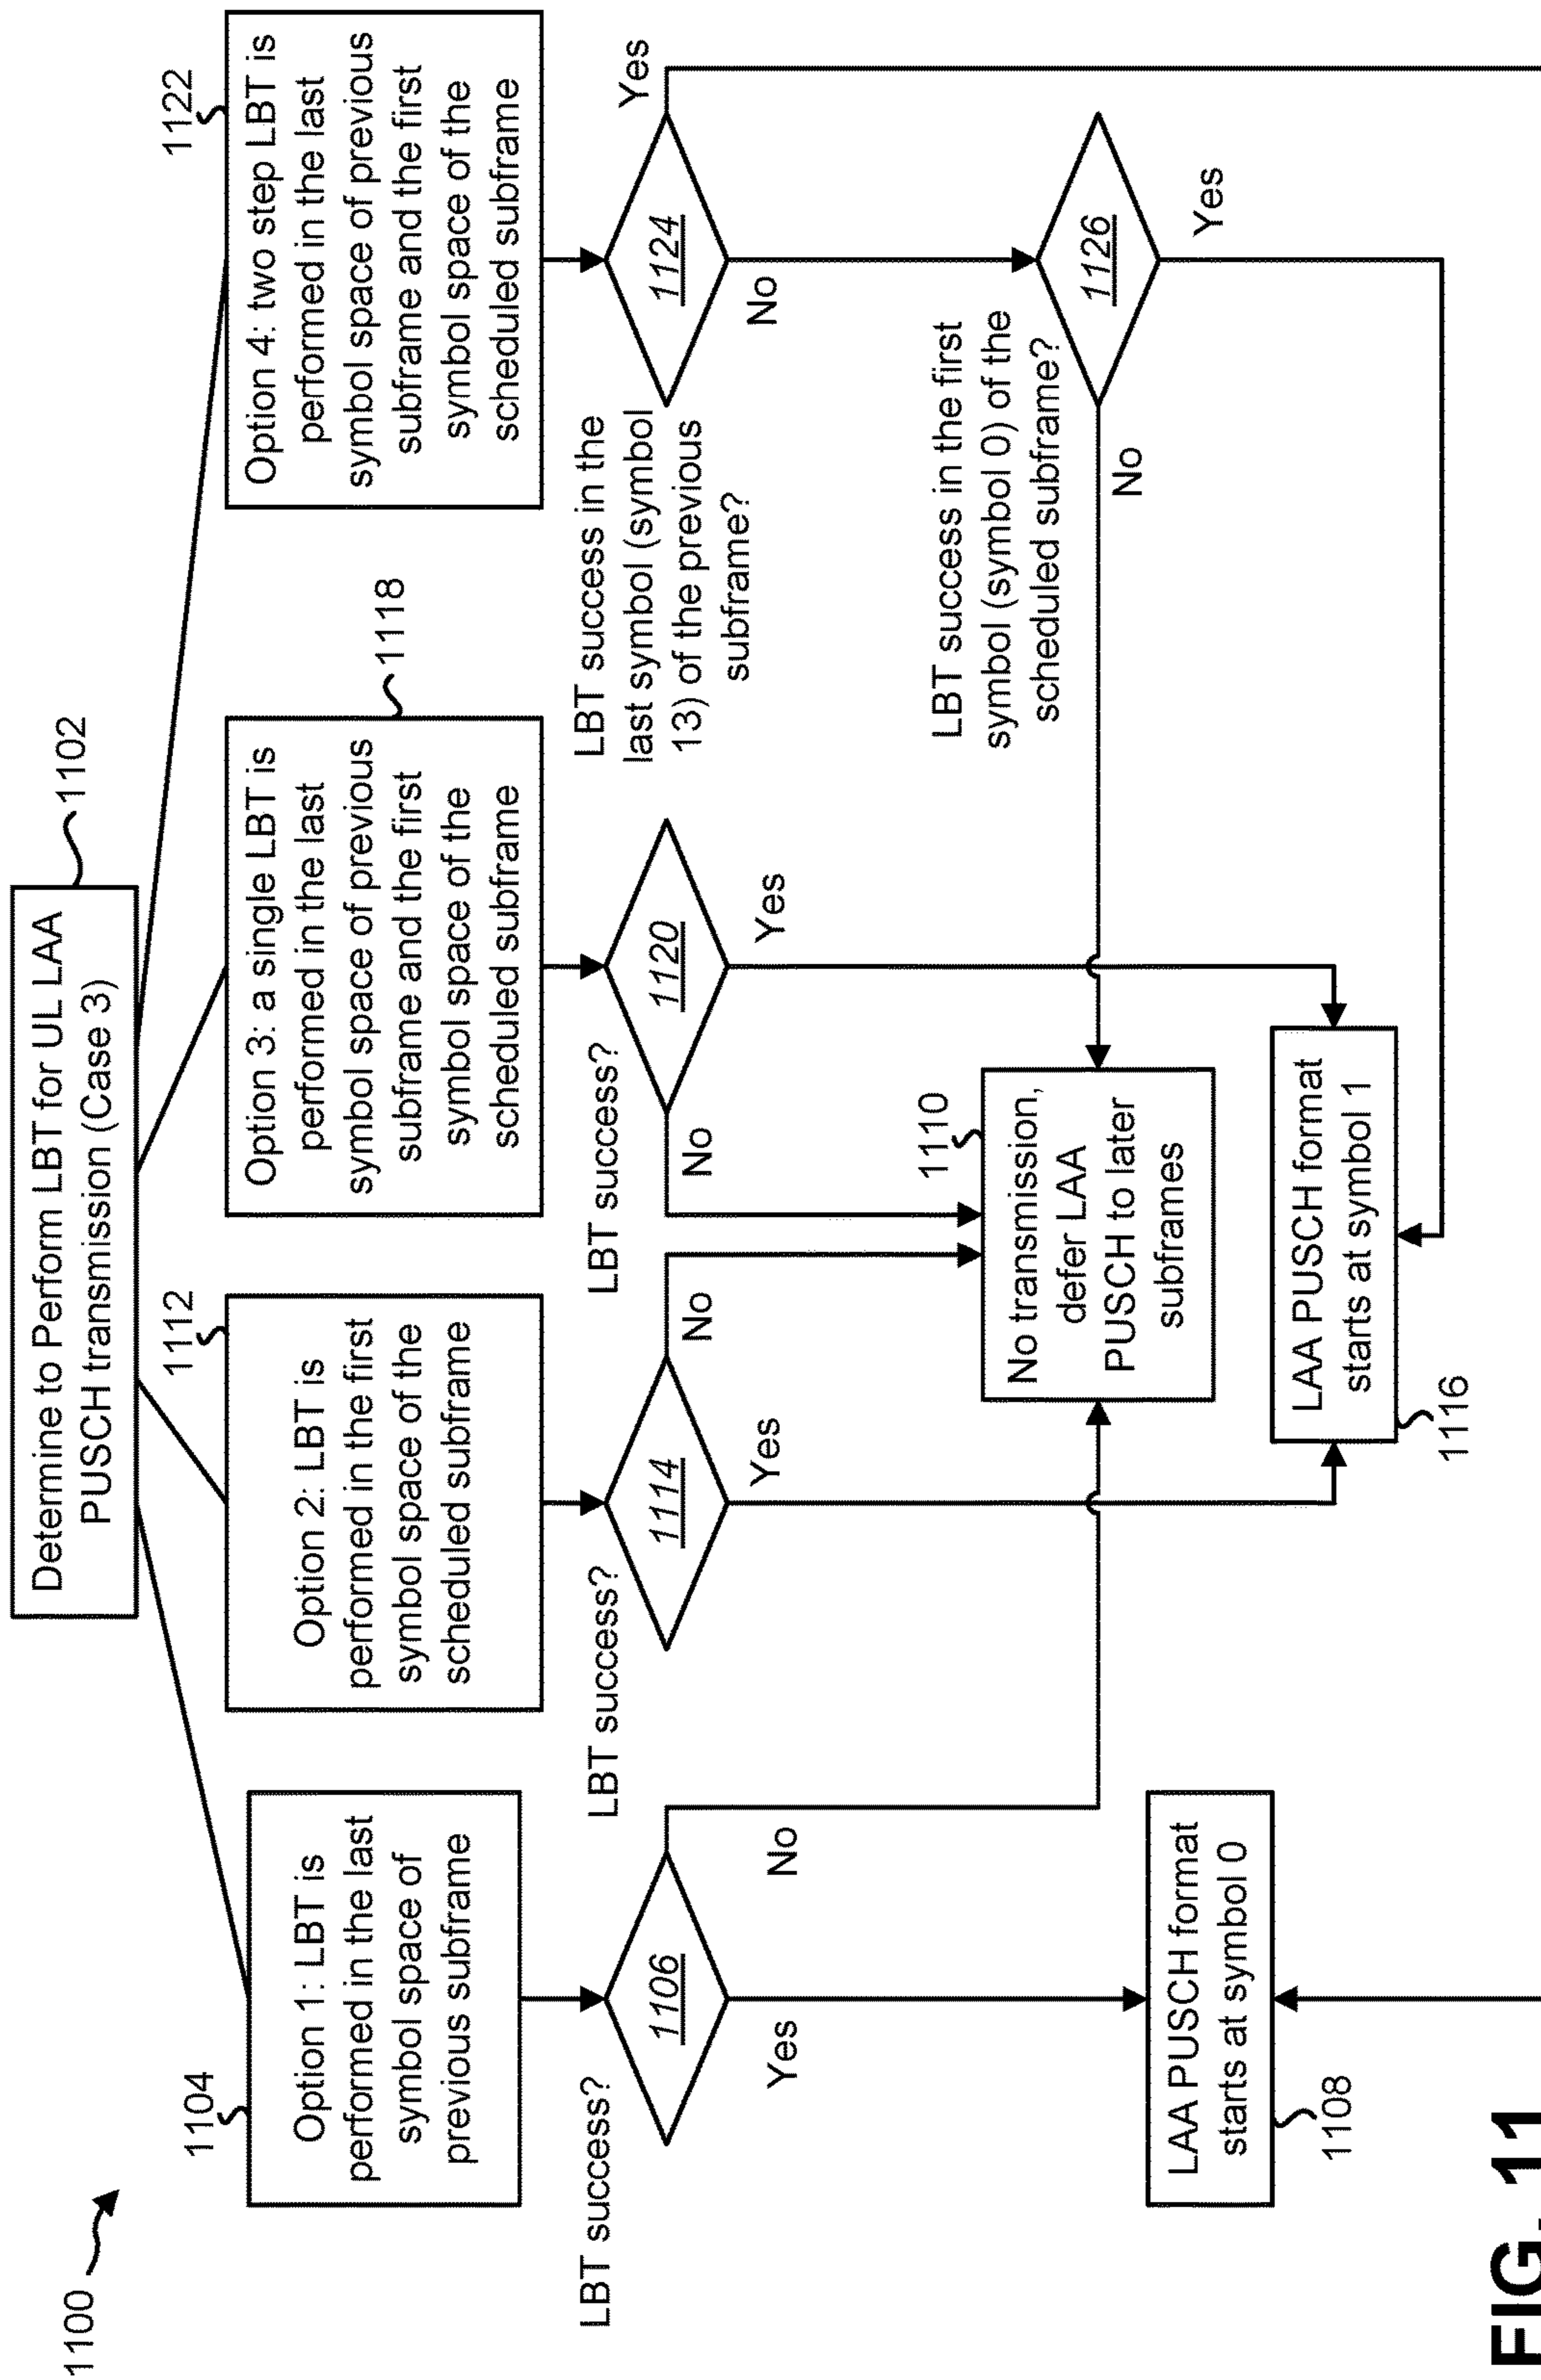 1100
Determine to Perform LBT for UL LAA
PUSCH transmission (Case 3)
1102
1104
Option 1: LBT is
performed in the last
symbol space of
previous subframe
1112
Option 2: LBT is
performed in the first
symbol space of the
scheduled subframe
Option 3: a single LBT is
performed in the last
symbol space of previous
subframe and the first
symbol space of the
scheduled subframe
1118
1122
Option 4: two step LBT is
performed in the last
symbol space of previous
subframe and the first
symbol space of the
scheduled subframe
LBT success?
1106
Yes
No
LBT success?
1114
Yes
No
LBT success?
1120
No
Yes
LBT success in the
last symbol (symbol
13) of the previous
subframe?
1124
Yes
No
LBT success in the first
symbol (symbol 0) of the
scheduled subframe?
1126
No
Yes
1110
No transmission,
defer LAA
PUSCH to later
subframes
LAA PUSCH format
starts at symbol 0
1108
LAA PUSCH format
starts at symbol 1
1116
FIG. 11